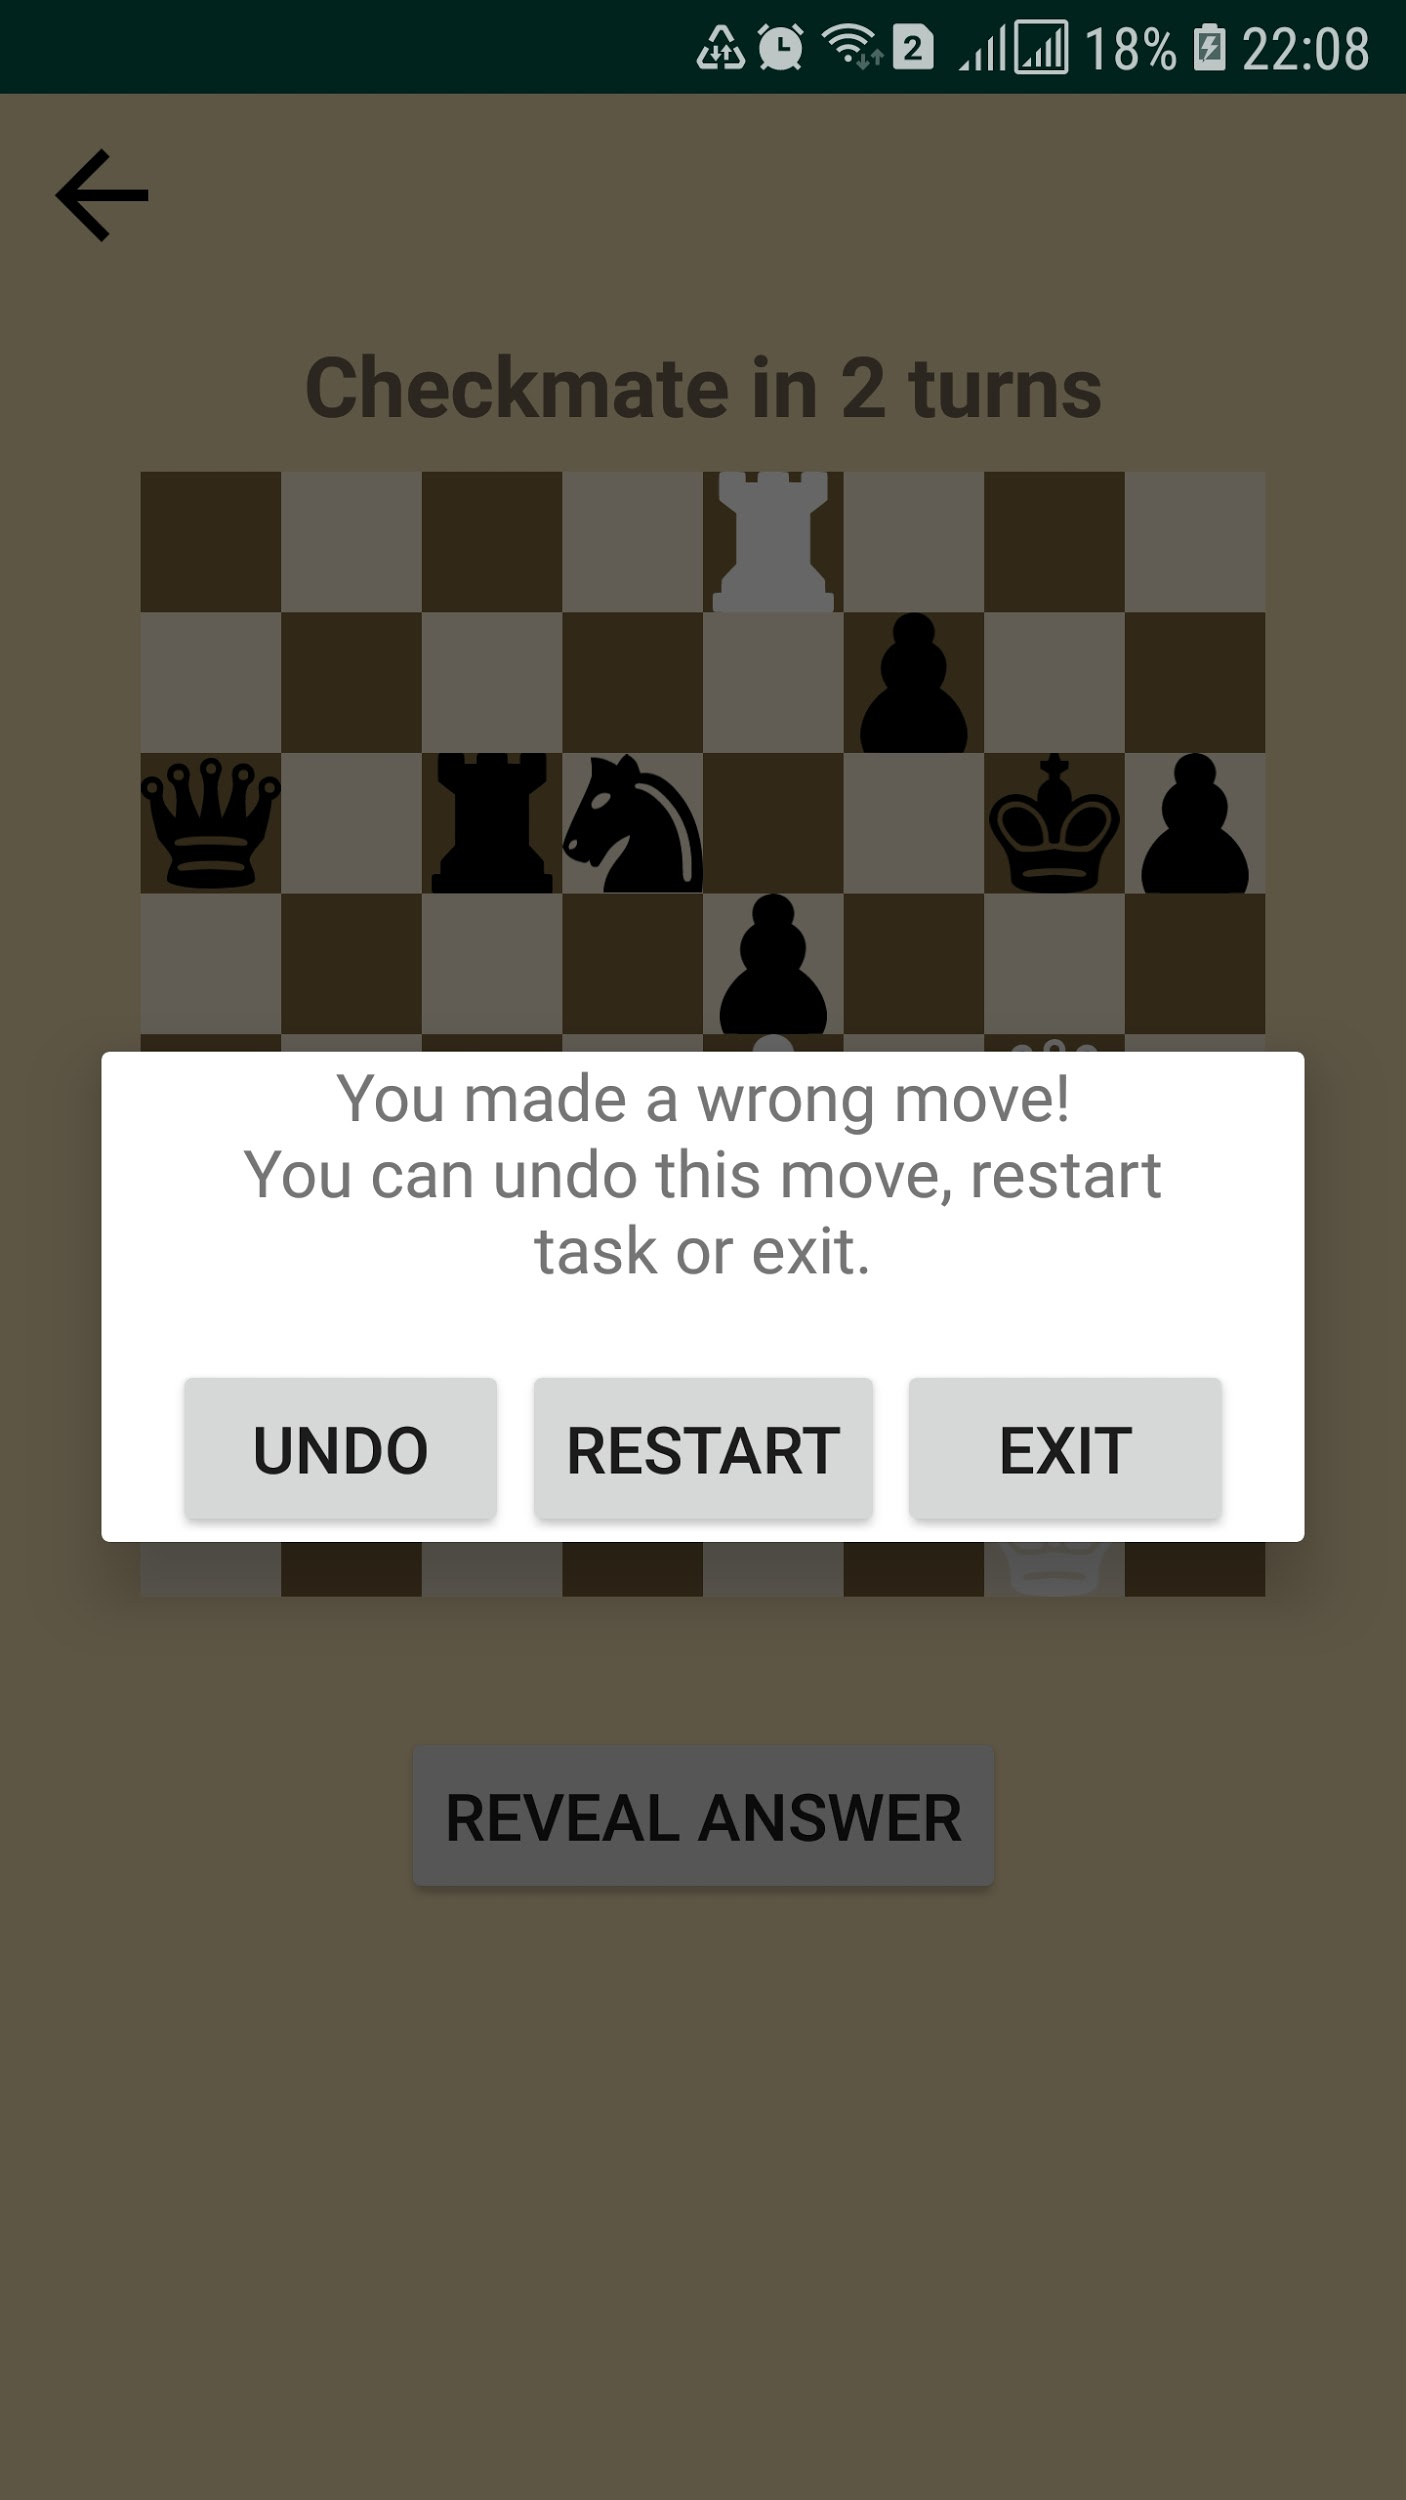 2 18% 22:08
Checkmate in 2 turns
You made a wrong move!
You can undo this move, restart
task or exit.
UNDO RESTART EXIT
REVEAL ANSWER